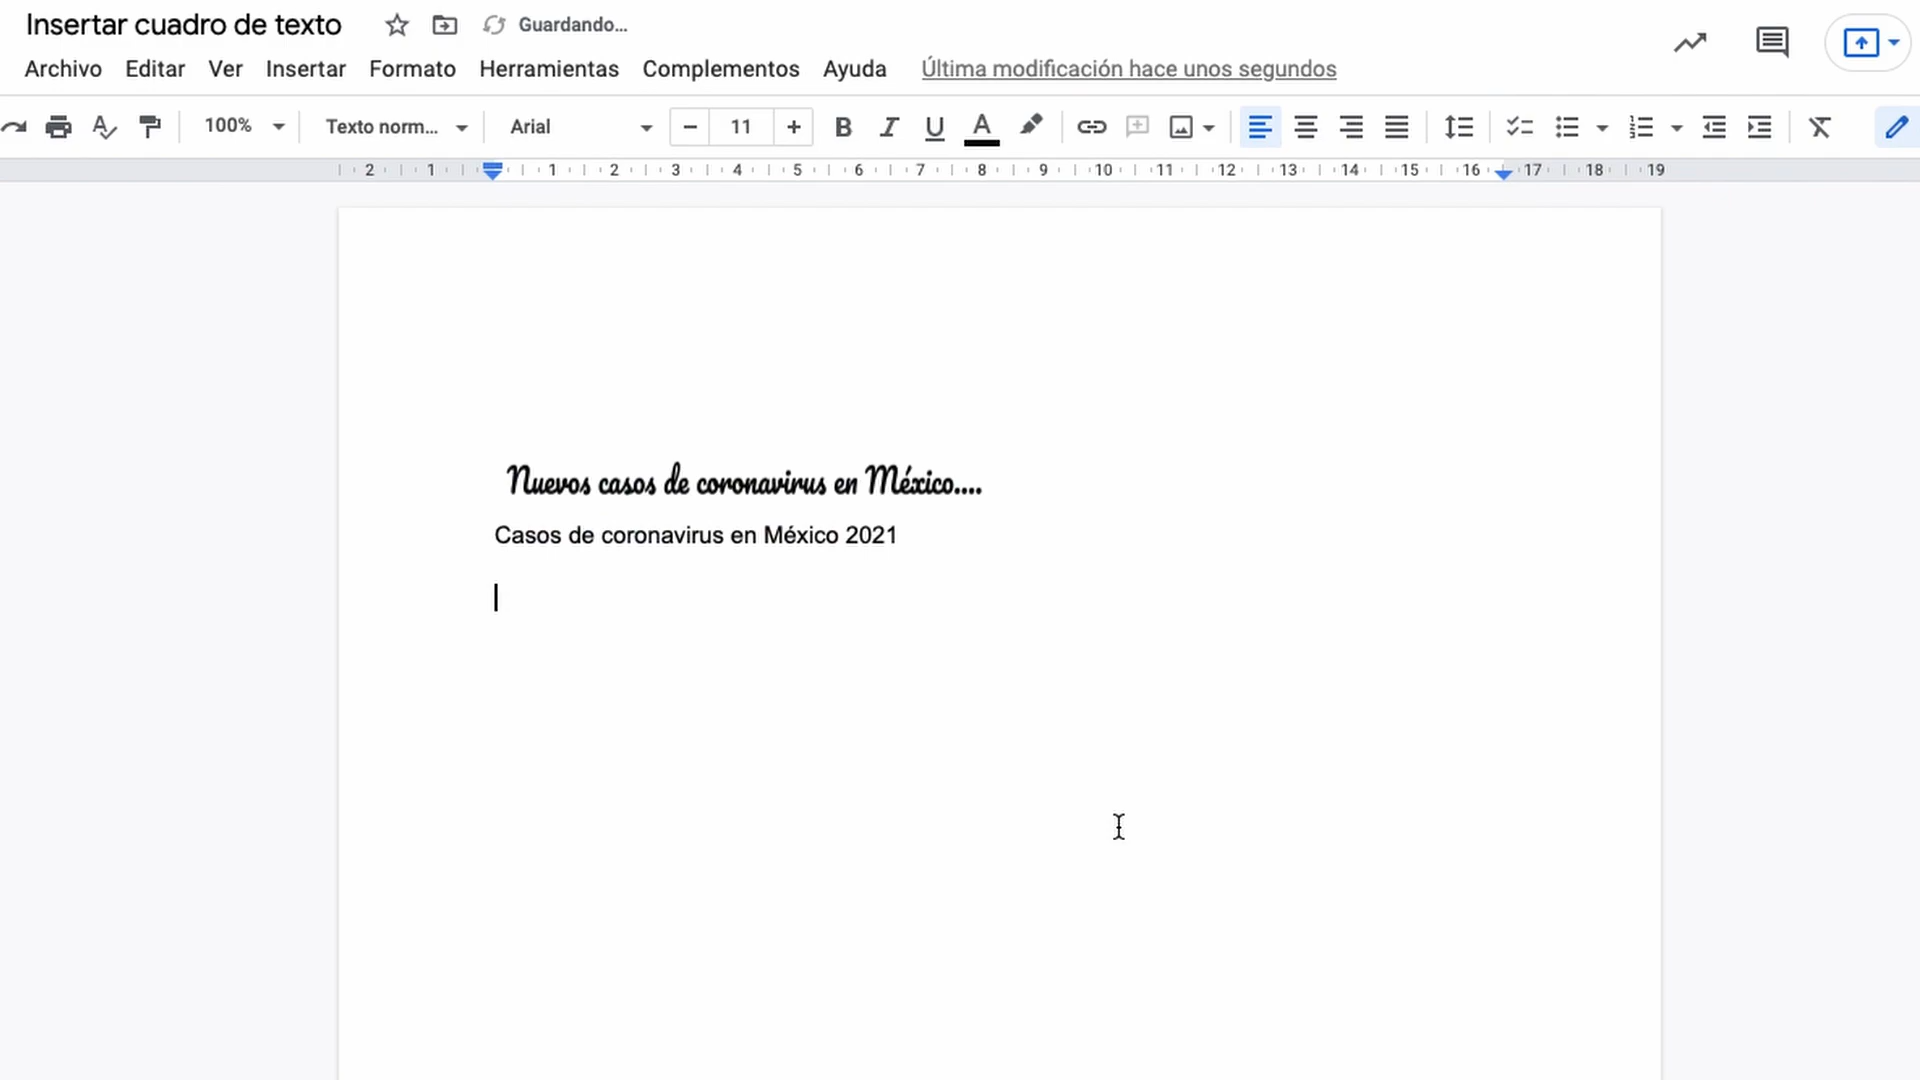 Insertar cuadro de texto Guardando...
Archivo Editar Ver Insertar Formato Herramientas Complementos Ayuda Última modificación hace unos segundos
100% Texto norm... Arial 11
2 1 1 2 3 4 5 6 7 8 9 10 11 12 13 14 15 16 17 18 19
Nuevos casos de coronavirus en México....
Casos de coronavirus en México 2021